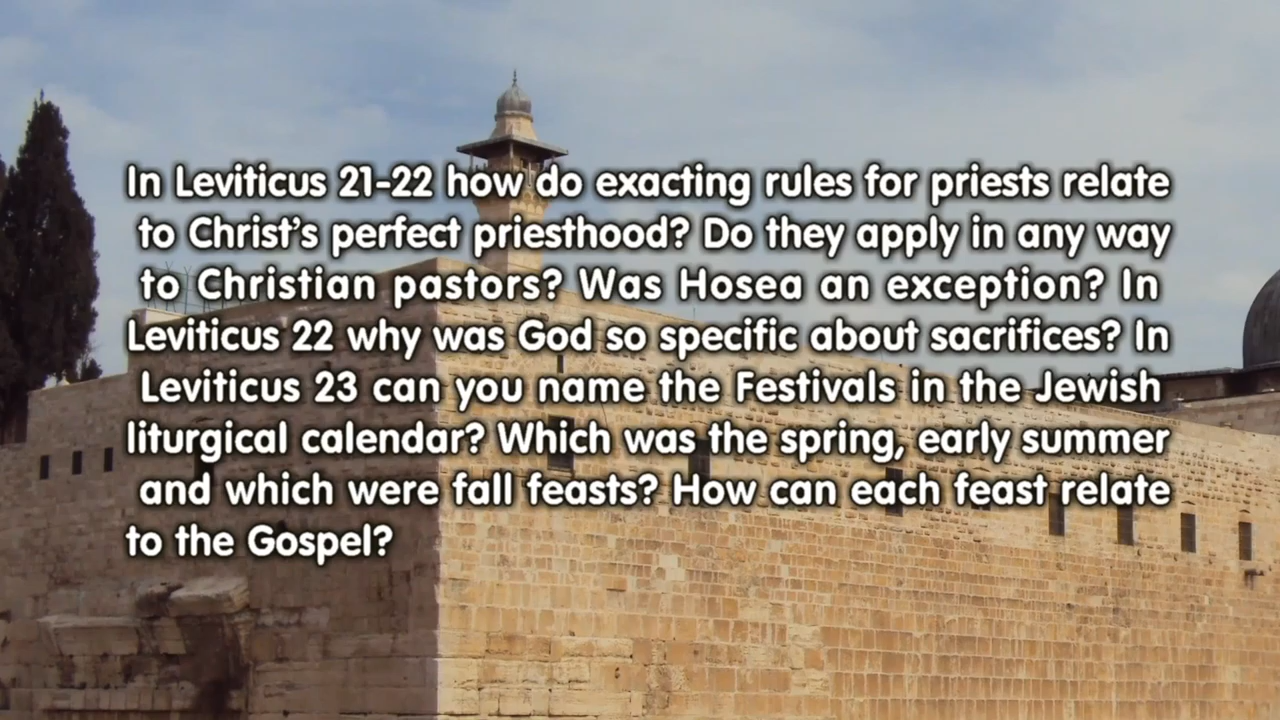 In Leviticus 21-22 how do exacting rules for priests relate
to Christ's perfect priesthood? Do they apply in any way
to Christian pastors? Was Hosea an exception? In
Leviticus 22 why was God so specific about sacrifices? In
Leviticus 23 can you name the Festivals in the Jewish
liturgical calendar? Which was the spring, early summer
and which were fall feasts? How can each feast relate
to the Gospel?